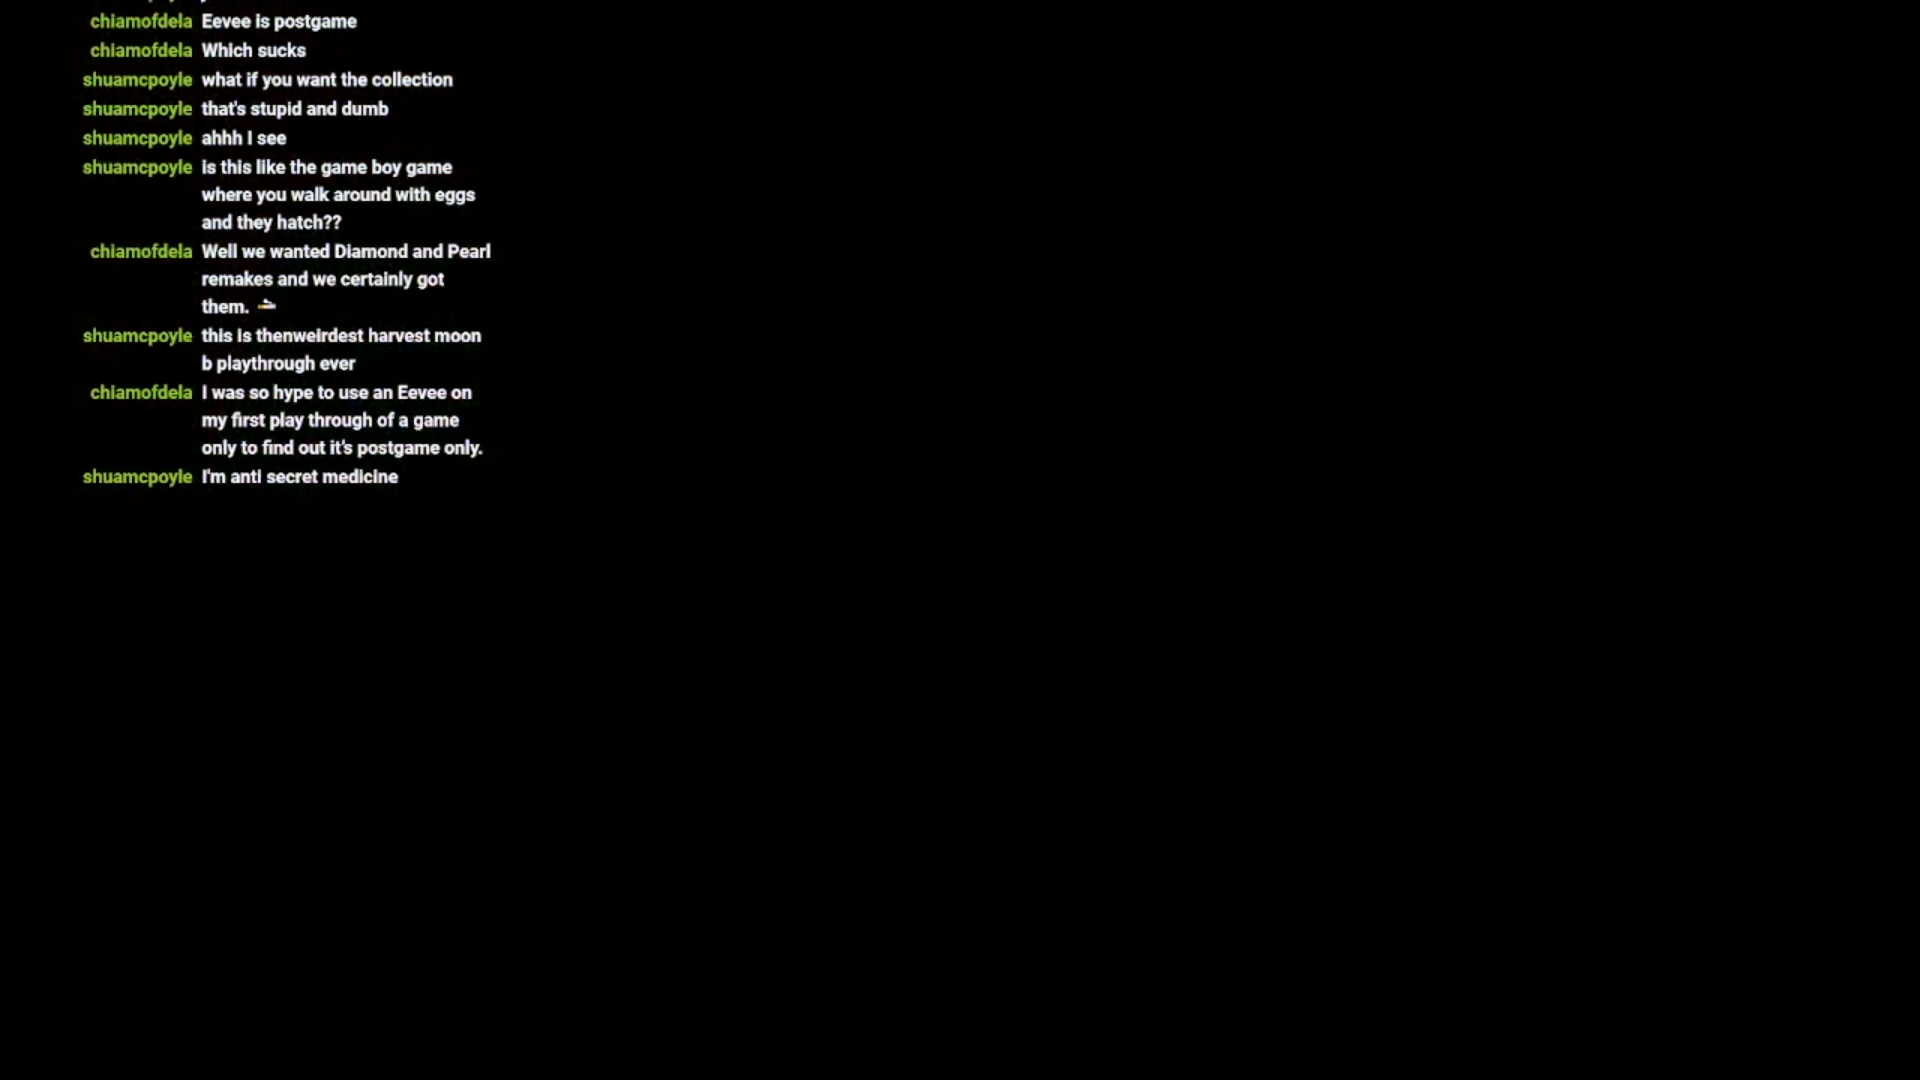 chiamofdela Eevee is postgame
chiamofdela Which sucks
shuamcpoyle what if you want the collection
shuamcpoyle that's stupid and dumb
shuamcpoyle ahhh I see
shuamcpoyle is this like the game boy game
where you walk around with eggs
and they hatch??
chiamofdela Well we wanted Diamond and Pearl
remakes and we certainly got
them.
shuamcpoyle this is thenweirdest harvest moon
b playthrough ever
chiamofdela I was so hype to use an Eevee on
my first play through of a game
only to find out it's postgame only.
shuamcpoyle I'm anti secret medicine